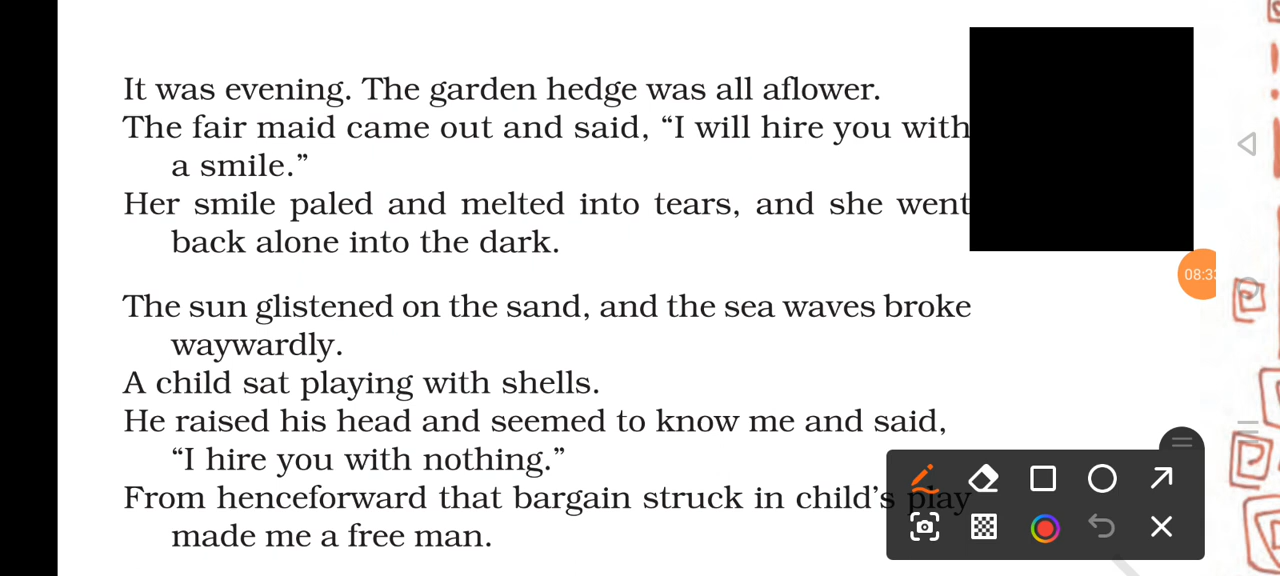 It was evening. The garden hedge was all aflower.
The fair maid came out and said, “I will hire you with
a smile.”
Her smile paled and melted into tears, and she went
back alone into the dark.
The sun glistened on the sand, and the sea waves broke
waywardly.
A child sat playing with shells.
He raised his head and seemed to know me and said,
“I hire you with nothing.”
From henceforward that bargain struck in child’s play
made me a free man.
08:3